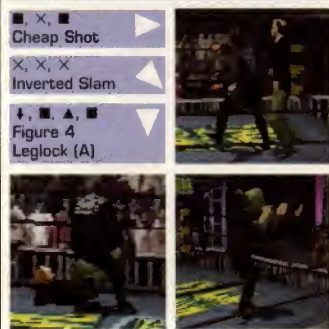 ■, ×, ■
Cheap Shot
×, ×, ×
Inverted Slam
↓, ■, ▲, ■
Figure 4
Leglock (A)